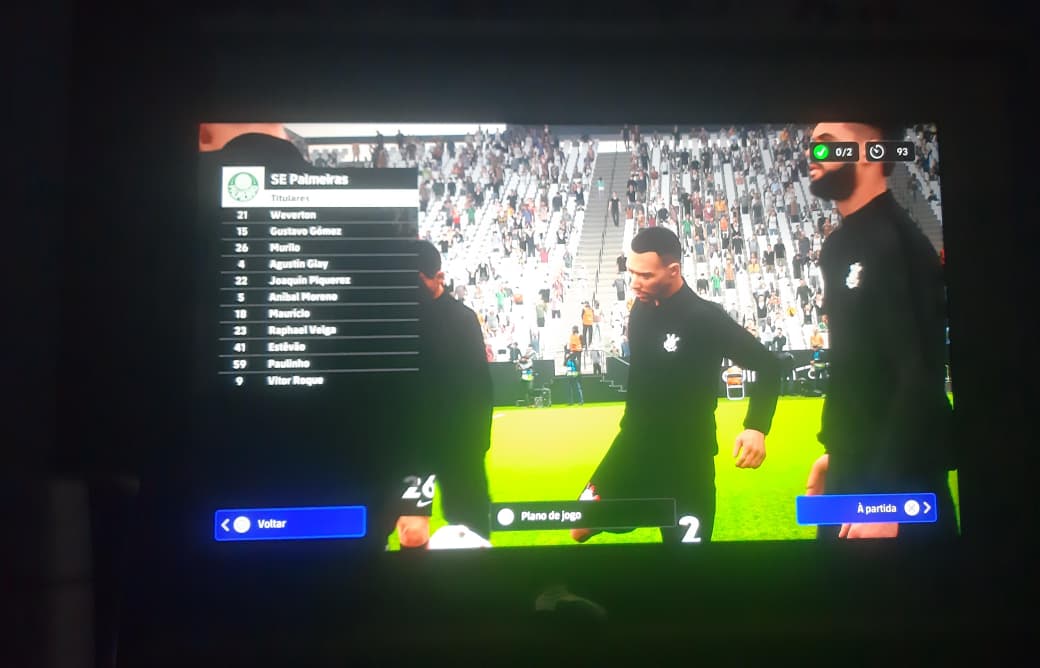 SE Palmeiras
Titulares
21 Weverton
15 Gustavo Gómez
26 Murilo
4 Agustín Giay
22 Joaquín Piquerez
5 Aníbal Moreno
18 Maurício
23 Raphael Veiga
41 Estêvão
59 Paulinho
9 Vitor Roque
0/2
93
26
2
Voltar
Plano de jogo
À partida